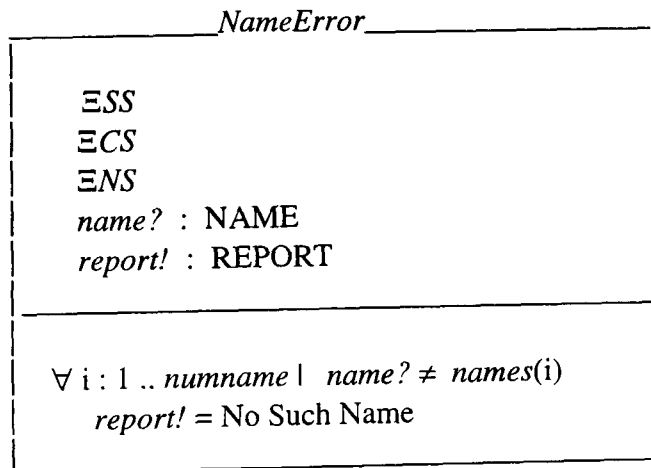 NameError
ΞSS
ΞCS
ΞNS
name? : NAME
report! : REPORT
∀ i : 1 .. numname | name? ≠ names(i)
report! = No Such Name